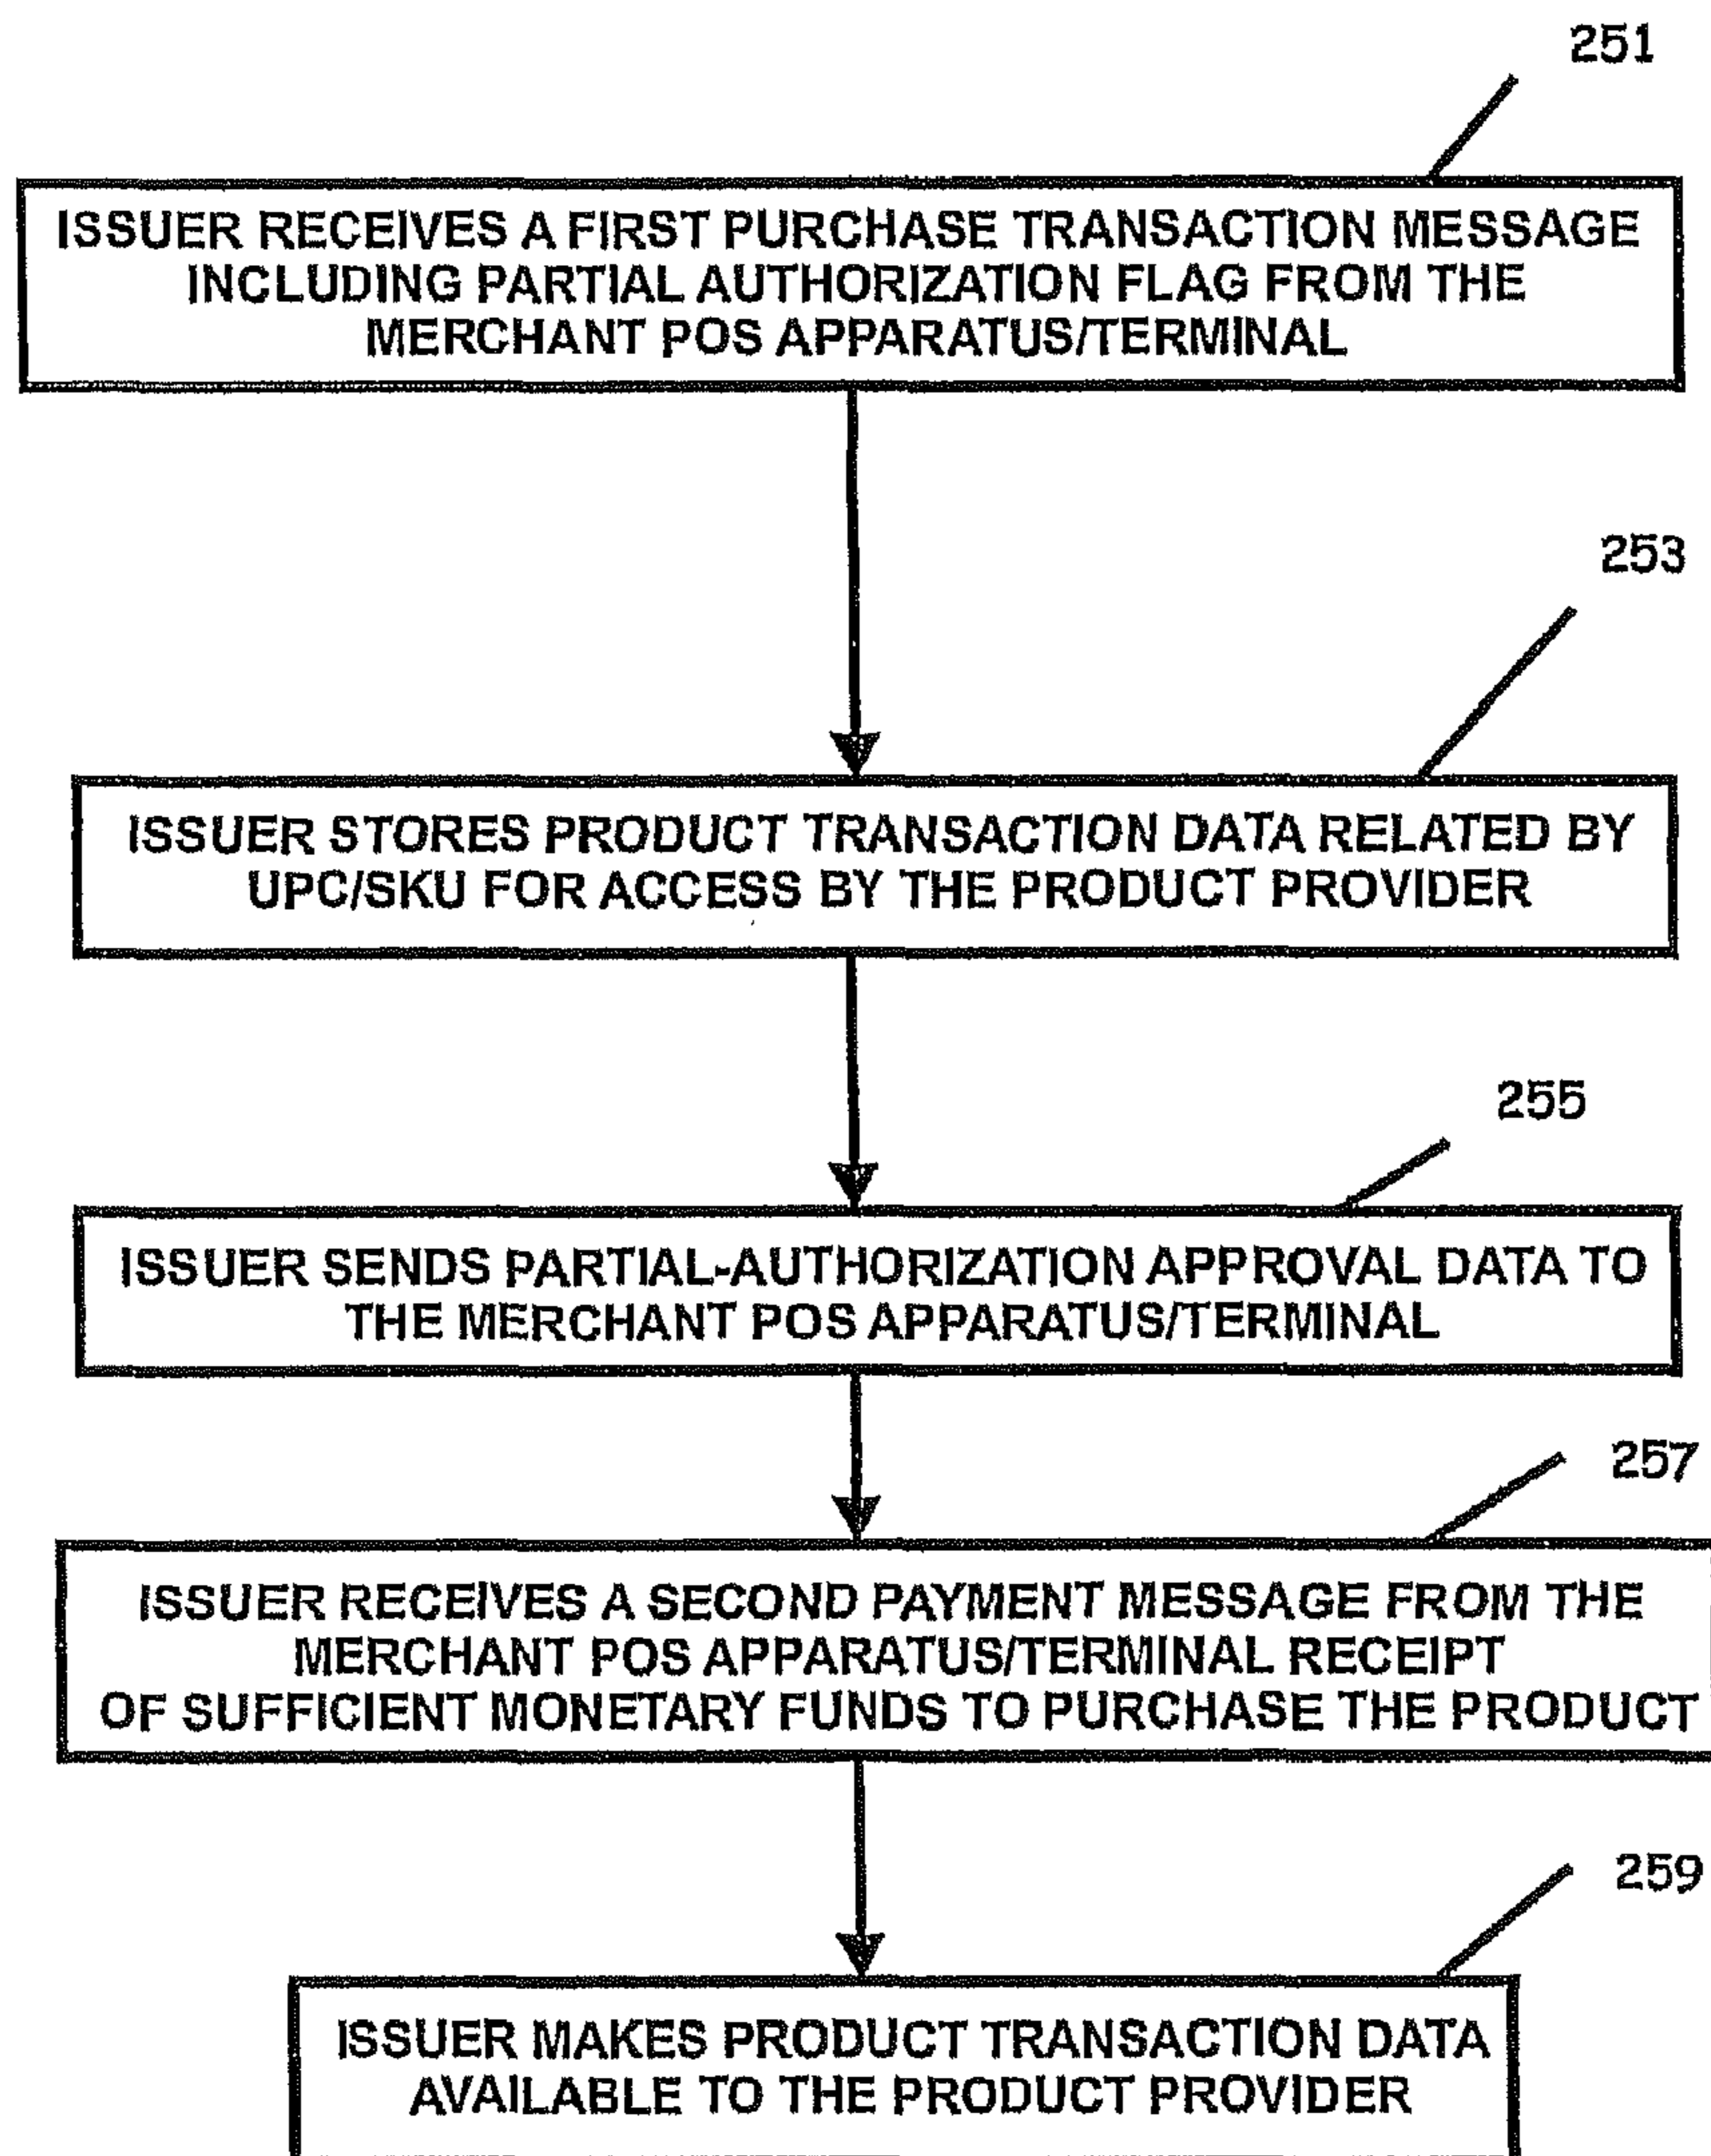 251
ISSUER RECEIVES A FIRST PURCHASE TRANSACTION MESSAGE
INCLUDING PARTIAL AUTHORIZATION FLAG FROM THE
MERCHANT POS APPARATUS/TERMINAL
253
ISSUER STORES PRODUCT TRANSACTION DATA RELATED BY
UPC/SKU FOR ACCESS BY THE PRODUCT PROVIDER
255
ISSUER SENDS PARTIAL-AUTHORIZATION APPROVAL DATA TO
THE MERCHANT POS APPARATUS/TERMINAL
257
ISSUER RECEIVES A SECOND PAYMENT MESSAGE FROM THE
MERCHANT POS APPARATUS/TERMINAL RECEIPT
OF SUFFICIENT MONETARY FUNDS TO PURCHASE THE PRODUCT
259
ISSUER MAKES PRODUCT TRANSACTION DATA
AVAILABLE TO THE PRODUCT PROVIDER